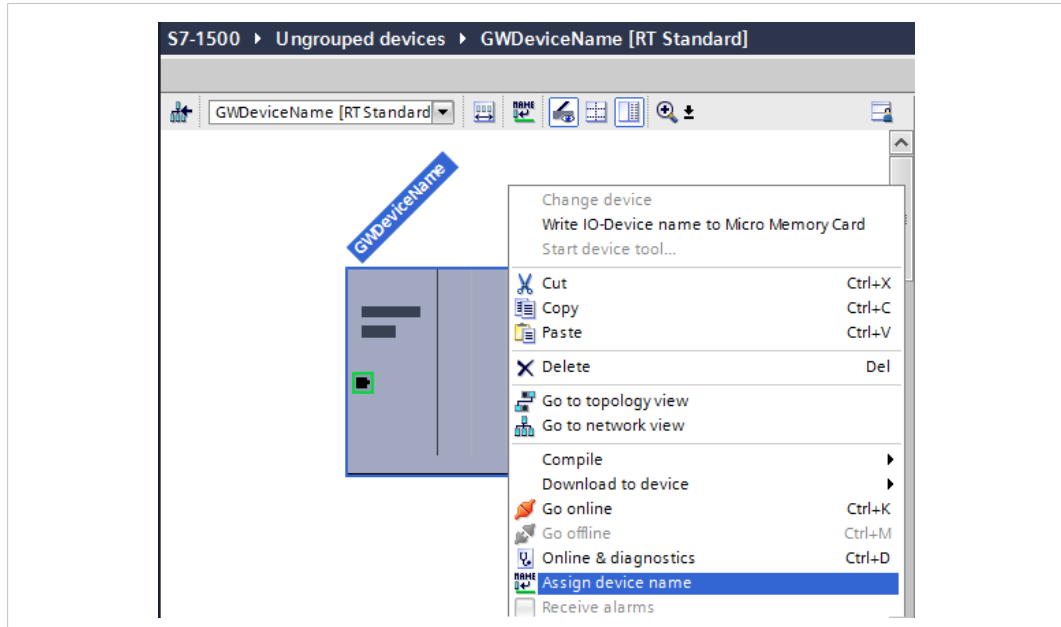 S7-1500 ▸ Ungrouped devices ▸ GWDeviceName [RT Standard]
GWDeviceName [RT Standard
NAME
GWDeviceName
Change device
Write IO-Device name to Micro Memory Card
Start device tool...
Cut Ctrl+X
Copy Ctrl+C
Paste Ctrl+V
Delete Del
Go to topology view
Go to network view
Compile
Download to device
Go online Ctrl+K
Go offline Ctrl+M
Online & diagnostics Ctrl+D
NAME Assign device name
Receive alarms